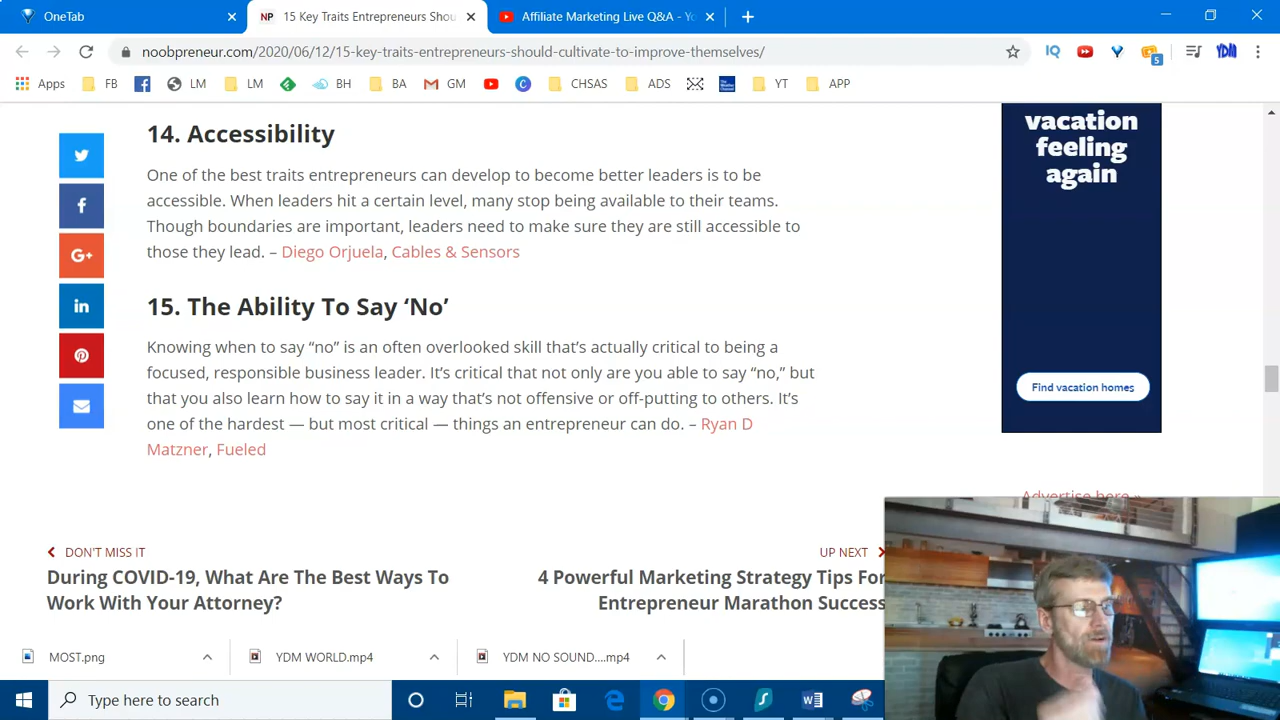 OneTab
NP 15 Key Traits Entrepreneurs Shou
Affiliate Marketing Live Q&A - Yo
noobpreneur.com/2020/06/12/15-key-traits-entrepreneurs-should-cultivate-to-improve-themselves/
IQ
5
YDM
Apps
FB
LM
LM
BH
BA
GM
C
CHSAS
ADS
YT
APP
14. Accessibility
One of the best traits entrepreneurs can develop to become better leaders is to be
accessible. When leaders hit a certain level, many stop being available to their teams.
Though boundaries are important, leaders need to make sure they are still accessible to
those they lead. – Diego Orjuela, Cables & Sensors
15. The Ability To Say ‘No’
Knowing when to say “no” is an often overlooked skill that’s actually critical to being a
focused, responsible business leader. It’s critical that not only are you able to say “no,” but
that you also learn how to say it in a way that’s not offensive or off-putting to others. It’s
one of the hardest — but most critical — things an entrepreneur can do. – Ryan D
Matzner, Fueled
f
G+
in
vacation
feeling
again
Find vacation homes
Advertise here »
DON'T MISS IT
During COVID-19, What Are The Best Ways To
Work With Your Attorney?
UP NEXT
4 Powerful Marketing Strategy Tips For
Entrepreneur Marathon Success
MOST.png
YDM WORLD.mp4
YDM NO SOUND....mp4
Type here to search